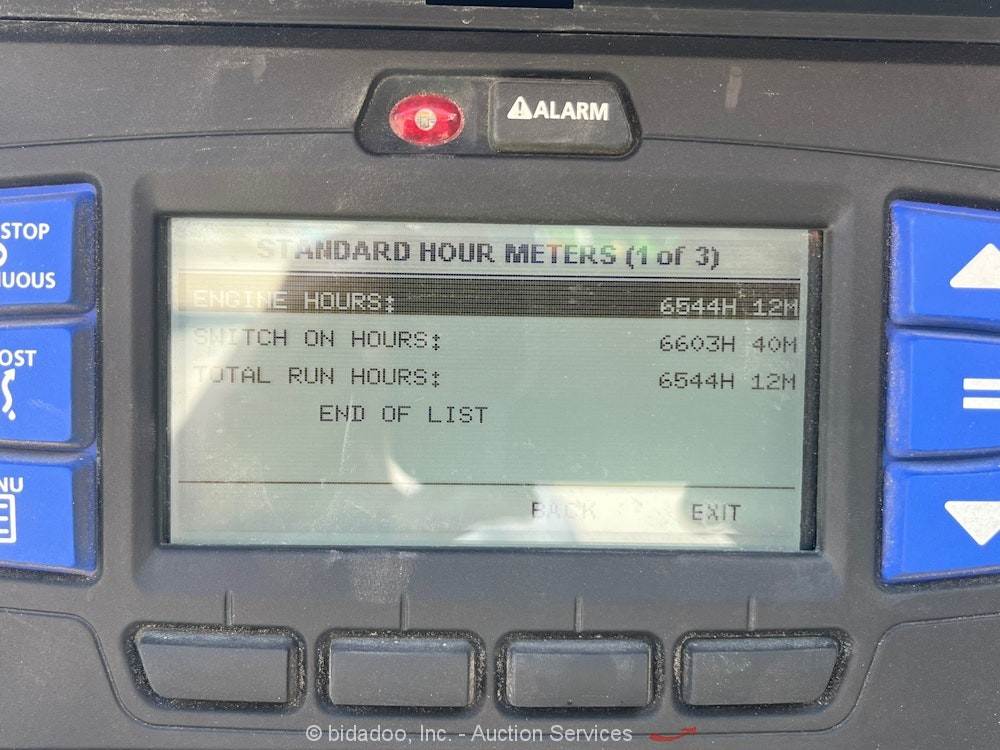 ALARM
STOP
NUOUS
OST
NU
STANDARD HOUR METERS (1 of 3)
ENGINE HOURS: 6544H 12M
SWITCH ON HOURS: 6603H 40M
TOTAL RUN HOURS: 6544H 12M
END OF LIST
BACK EXIT
© bidadoo, Inc. - Auction Services